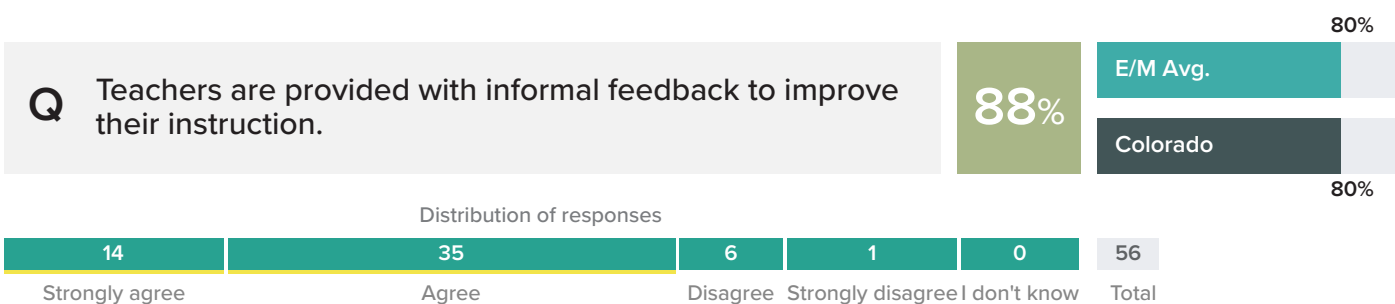 80%
Q
Teachers are provided with informal feedback to improve
their instruction.
88%
E/M Avg.
Colorado
80%
Distribution of responses
14 35 6 1 0 56
Strongly agree Agree Disagree Strongly disagree I don't know Total